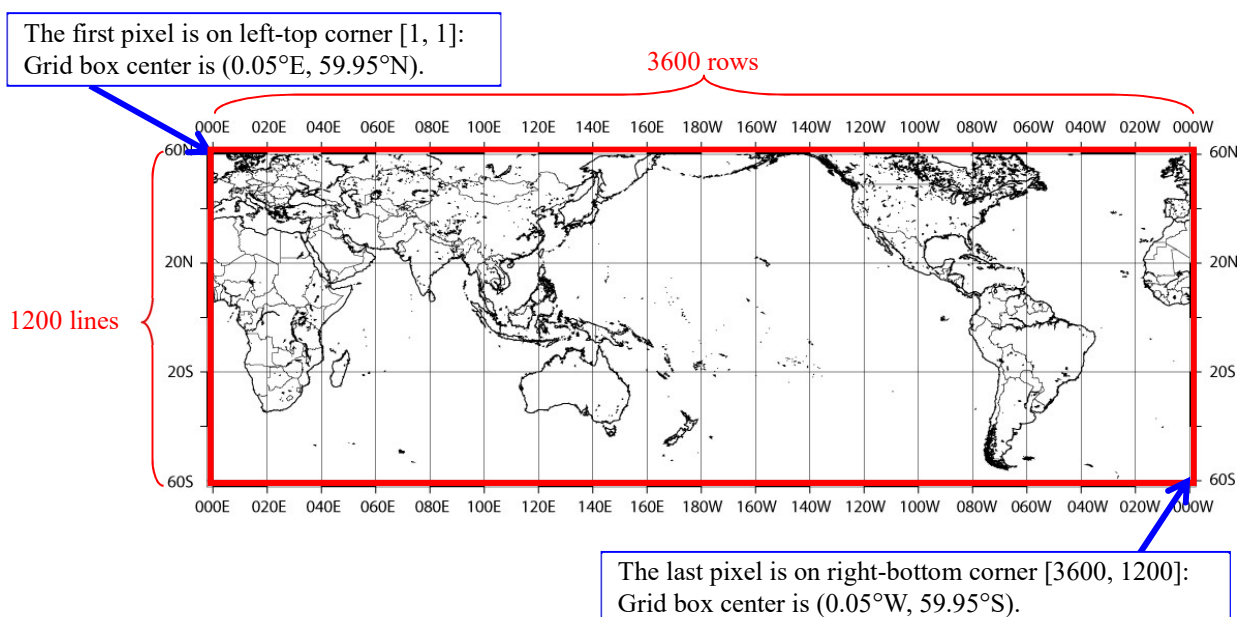 The first pixel is on left-top corner [1, 1]:
Grid box center is (0.05°E, 59.95°N).
3600 rows
000E 020E 040E 060E 080E 100E 120E 140E 160E 180W 160W 140W 120W 100W 080W 060W 040W 020W 000W
60N 60N
20N 20N
1200 lines
20S 20S
60S 60S
000E 020E 040E 060E 080E 100E 120E 140E 160E 180W 160W 140W 120W 100W 080W 060W 040W 020W 000W
The last pixel is on right-bottom corner [3600, 1200]:
Grid box center is (0.05°W, 59.95°S).